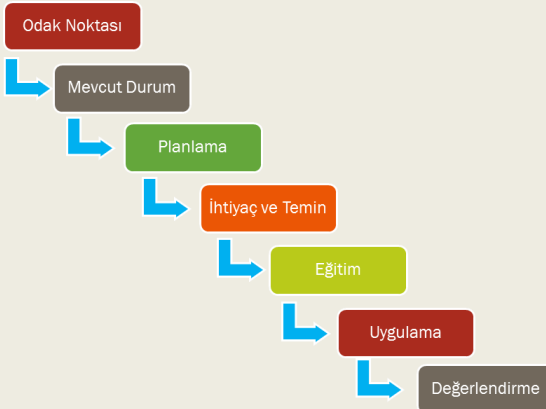 Odak Noktası
Mevcut Durum
Planlama
İhtiyaç ve Temin
Eğitim
Uygulama
Değerlendirme